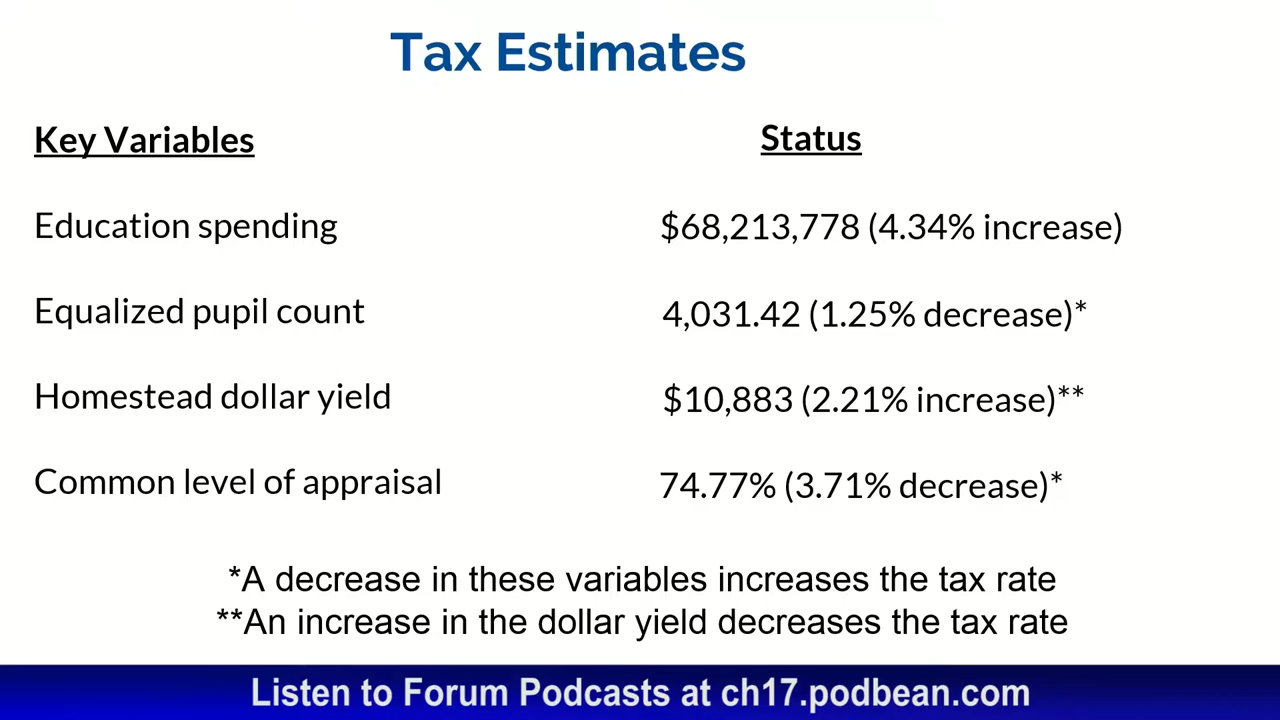 Tax Estimates
Key Variables
Status
Education spending
$68,213,778 (4.34% increase)
Equalized pupil count
4,031.42 (1.25% decrease)*
Homestead dollar yield
$10,883 (2.21% increase)**
Common level of appraisal
74.77% (3.71% decrease)*
*A decrease in these variables increases the tax rate
**An increase in the dollar yield decreases the tax rate
Listen to Forum Podcasts at ch17.podbean.com